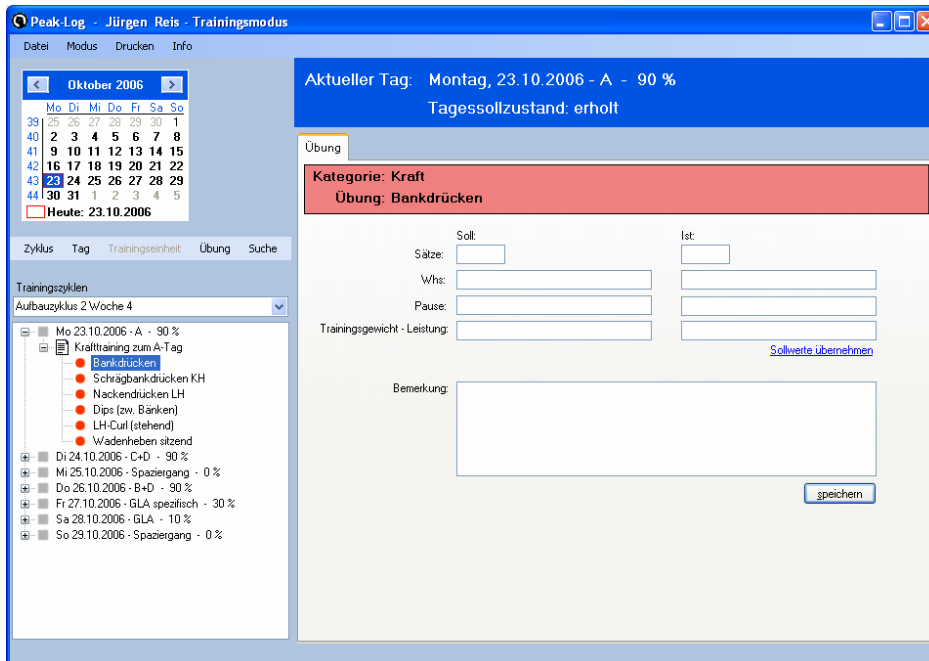 Peak-Log - Jürgen Reis - Trainingsmodus
Datei Modus Drucken Info
Oktober 2006
Mo Di Mi Do Fr Sa So
39 25 26 27 28 29 30 1
40 2 3 4 5 6 7 8
41 9 10 11 12 13 14 15
42 16 17 18 19 20 21 22
43 23 24 25 26 27 28 29
44 30 31 1 2 3 4 5
Heute: 23.10.2006
Zyklus Tag Trainingseinheit Übung Suche
Trainingszyklen
Aufbauzyklus 2 Woche 4
Mo 23.10.2006 - A - 90 %
Krafttraining zum A-Tag
Bankdrücken
Schrägbankdrücken KH
Nackendrücken LH
Dips (zw. Bänken)
LH-Curl (stehend)
Wadenheben sitzend
Di 24.10.2006 - C+D - 90 %
Mi 25.10.2006 - Spaziergang - 0 %
Do 26.10.2006 - B+D - 90 %
Fr 27.10.2006 - GLA spezifisch - 30 %
Sa 28.10.2006 - GLA - 10 %
So 29.10.2006 - Spaziergang - 0 %
Aktueller Tag: Montag, 23.10.2006 - A - 90 %
Tagessollzustand: erholt
Übung
Kategorie: Kraft
Übung: Bankdrücken
Soll: Ist:
Sätze:
Whs:
Pause:
Trainingsgewicht - Leistung:
Sollwerte übernehmen
Bemerkung:
speichern